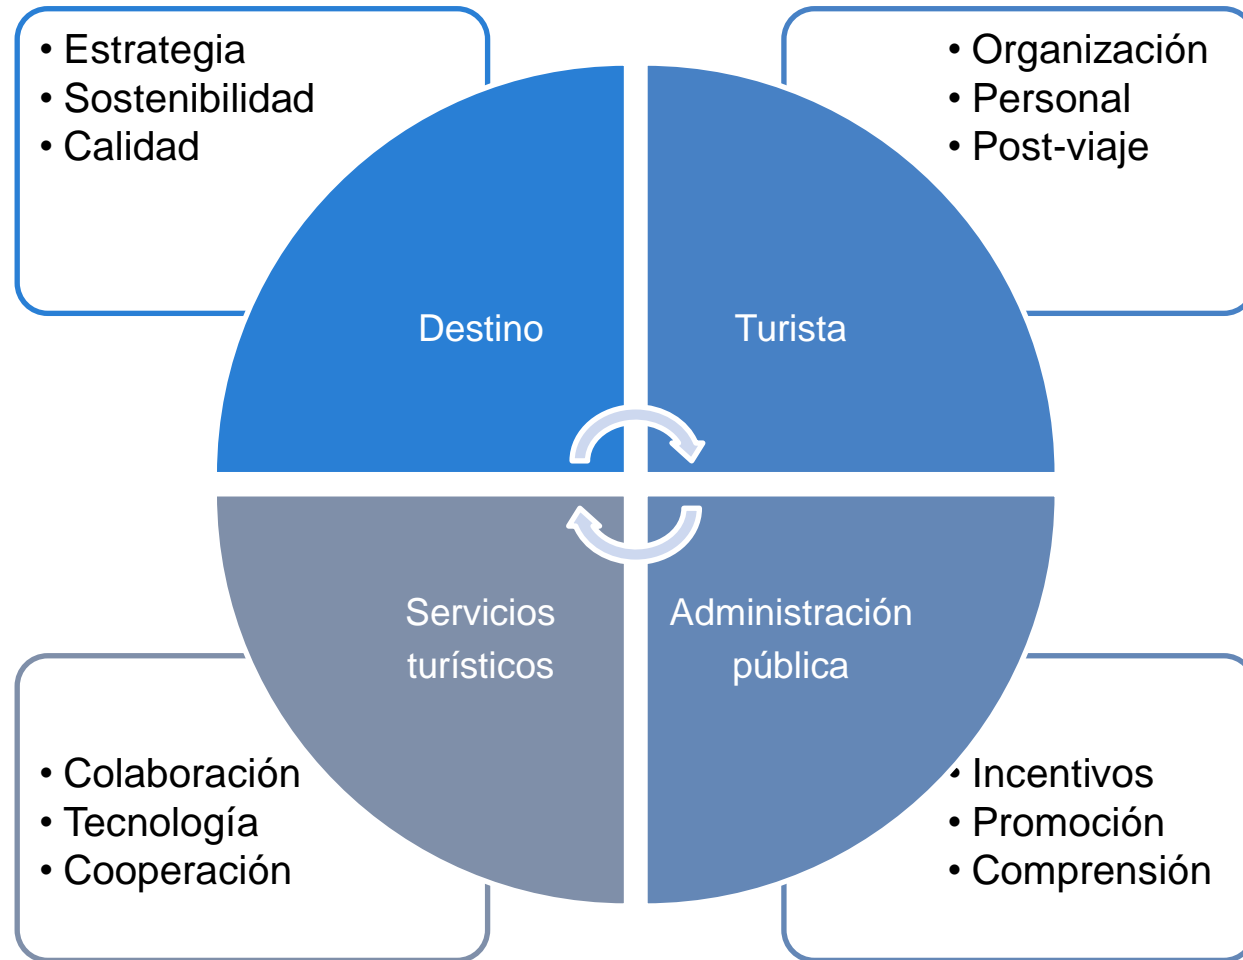 • Estrategia
• Sostenibilidad
• Calidad
• Organización
• Personal
• Post-viaje
Destino
Turista
Servicios
turísticos
Administración
pública
• Colaboración
• Tecnología
• Cooperación
• Incentivos
• Promoción
• Comprensión